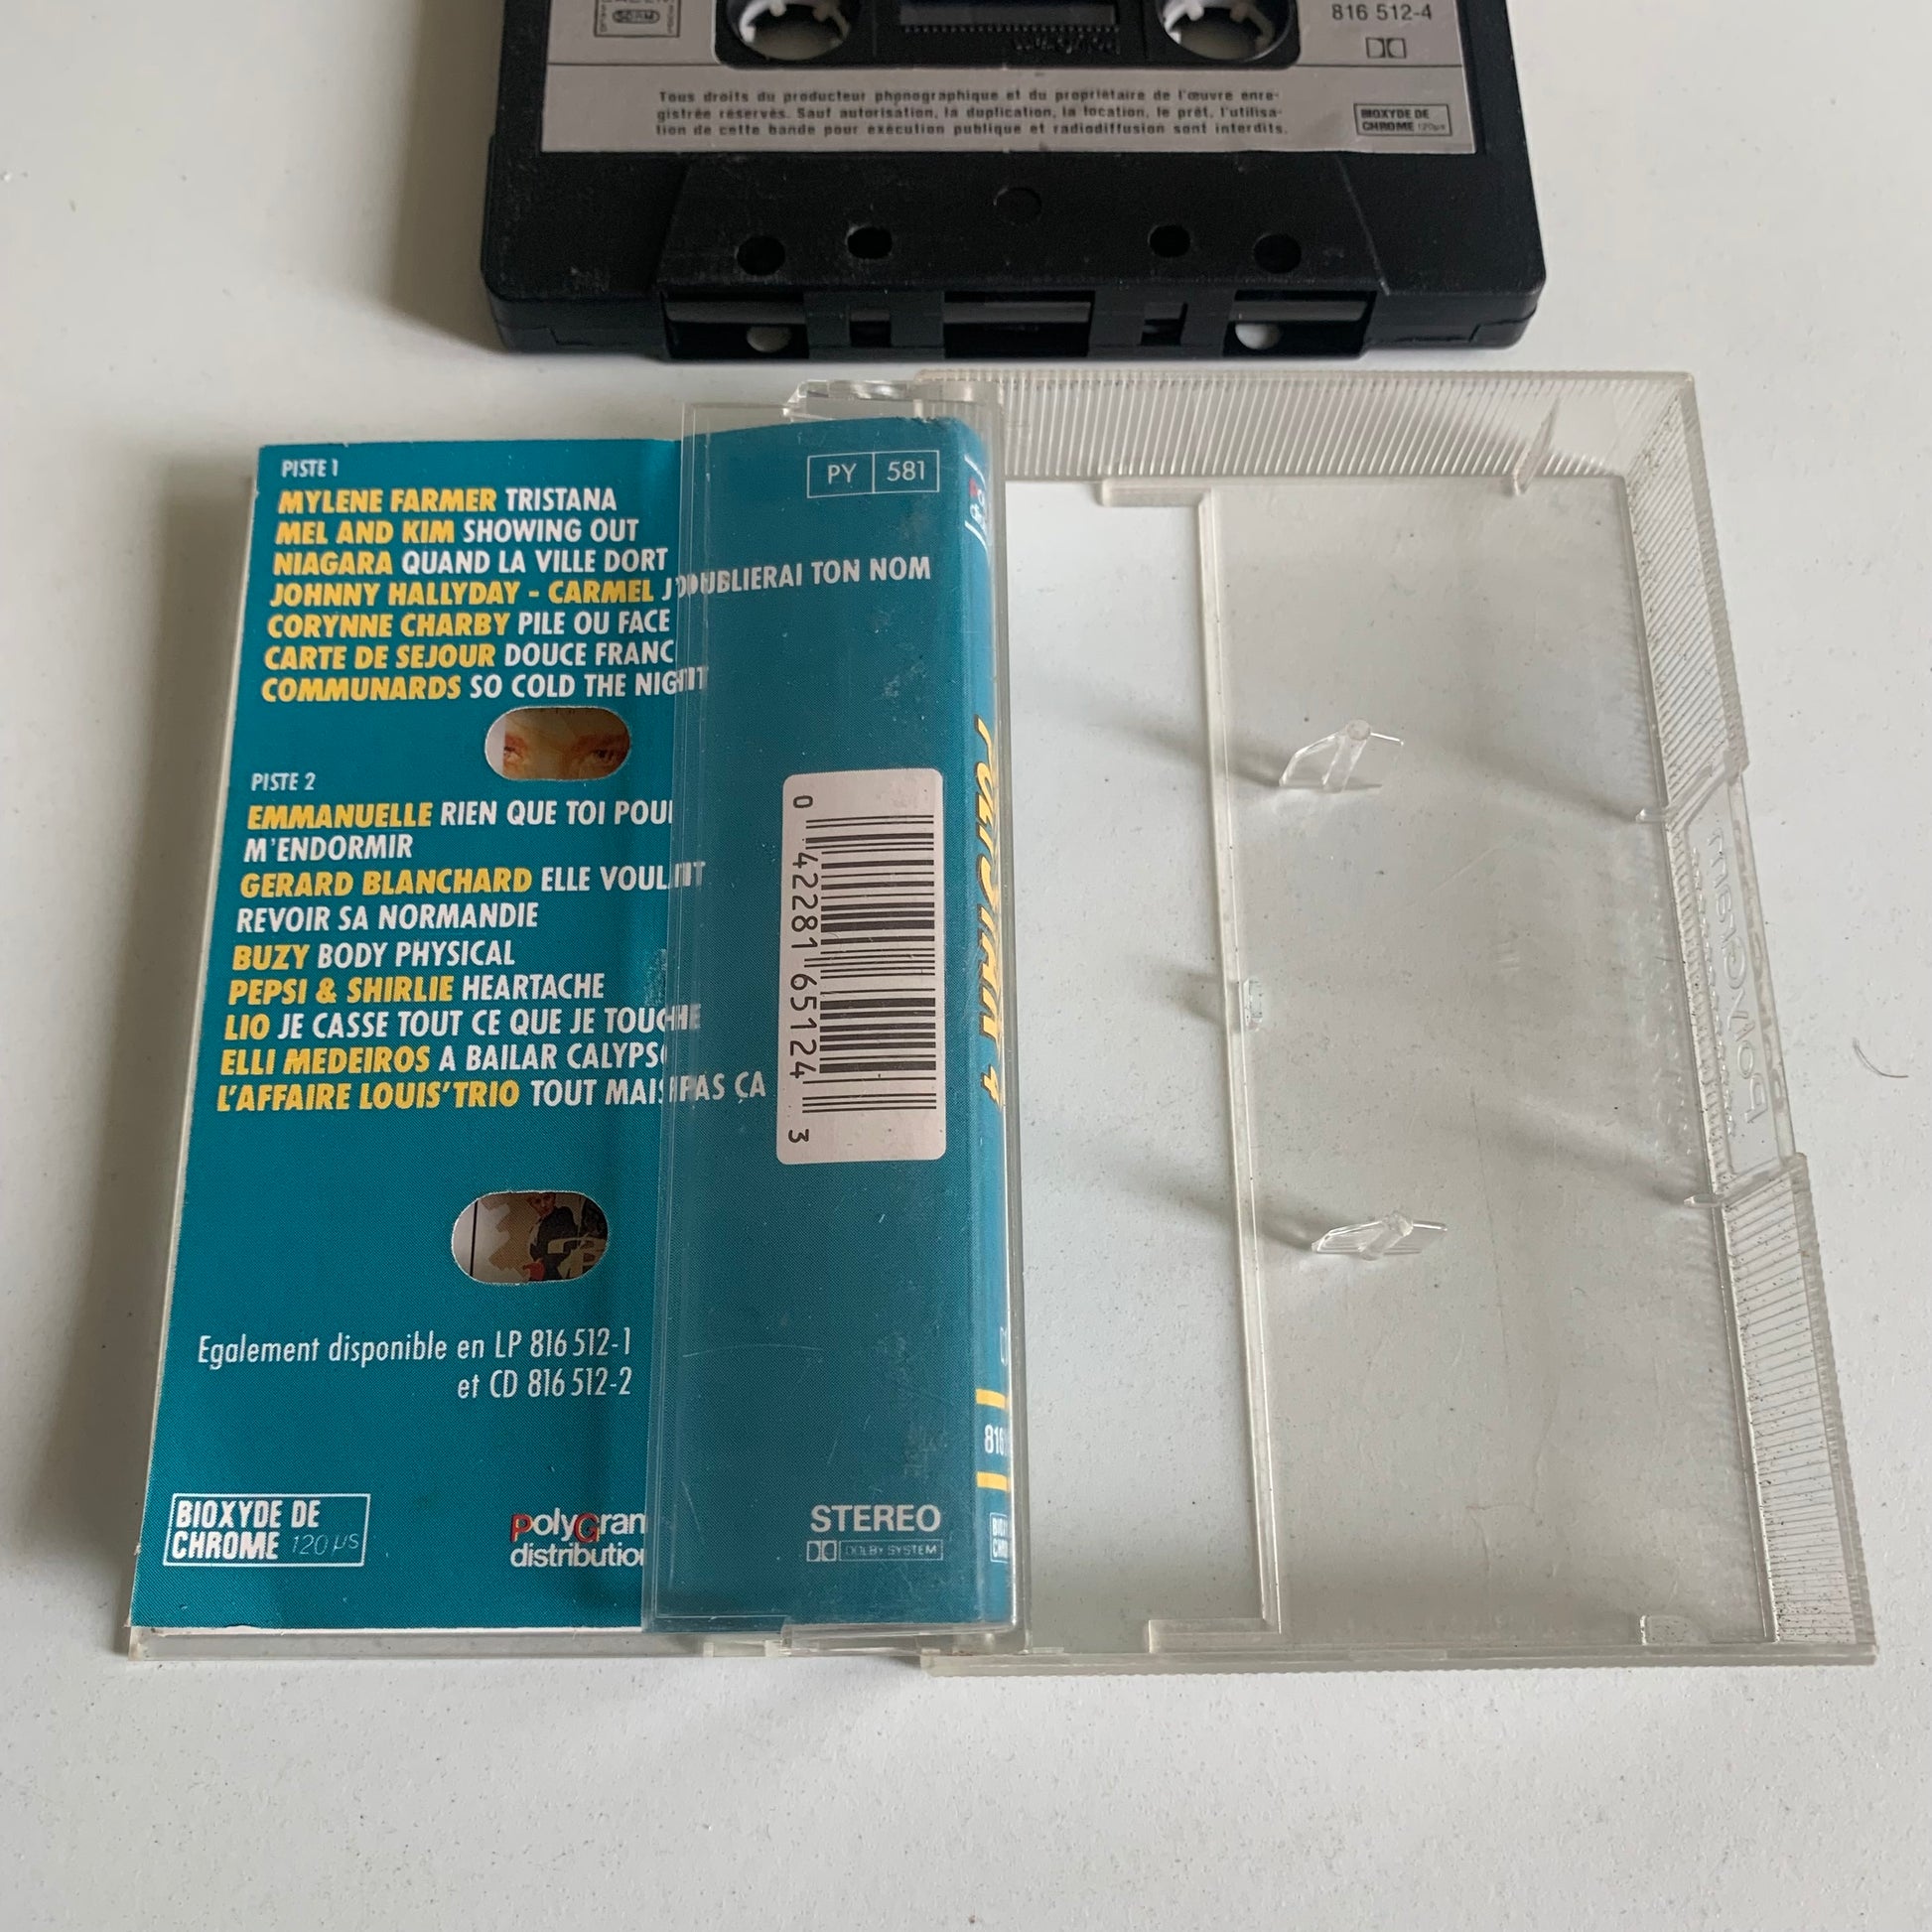 816 512-4
Tous droits du producteur phonographique et du propriétaire de l'œuvre enre-
gistrée réservés. Sauf autorisation, la duplication, la location, le prêt, l'utilisa-
tion de cette bande pour exécution publique et radiodiffusion sont interdits.
BIOXYDE DE
CHROME 120µs
PISTE 1
MYLENE FARMER TRISTANA
MEL AND KIM SHOWING OUT
NIAGARA QUAND LA VILLE DORT
JOHNNY HALLYDAY - CARMEL J'OUBLIERAI TON NOM
CORYNNE CHARBY PILE OU FACE
CARTE DE SEJOUR DOUCE FRANC
COMMUNARDS SO COLD THE NIGHT
PISTE 2
EMMANUELLE RIEN QUE TOI POUR
M'ENDORMIR
GERARD BLANCHARD ELLE VOULAIT
REVOIR SA NORMANDIE
BUZY BODY PHYSICAL
PEPSI & SHIRLIE HEARTACHE
LIO JE CASSE TOUT CE QUE JE TOUCHE
ELLI MEDEIROS A BAILAR CALYPSO
L'AFFAIRE LOUIS'TRIO TOUT MAIS PAS ÇA
Egalement disponible en LP 816 512-1
et CD 816 512-2
BIOXYDE DE
CHROME 120 µs
PolyGram
distribution
PY 581
0 42281 65124 3
STEREO
DOLBY SYSTEM
816
polyGram